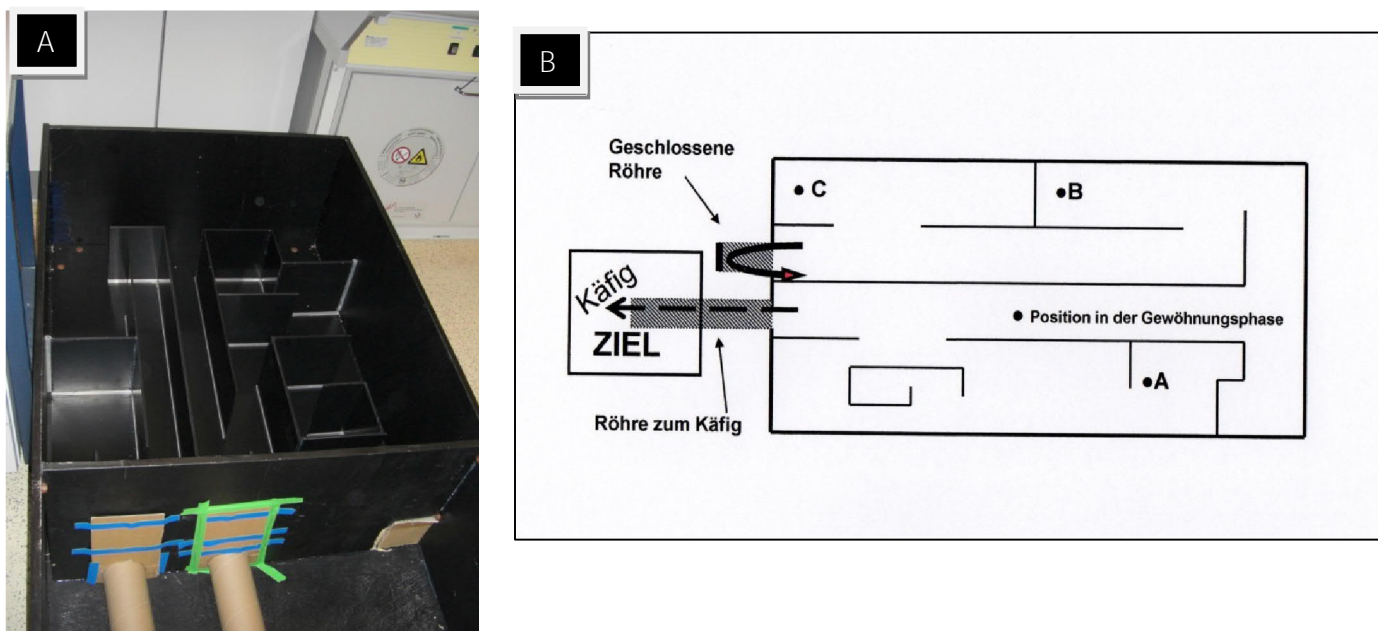 A
B
Geschlossene
Röhre
C
B
Käfig
ZIEL
Position in der Gewöhnungsphase
A
Röhre zum Käfig